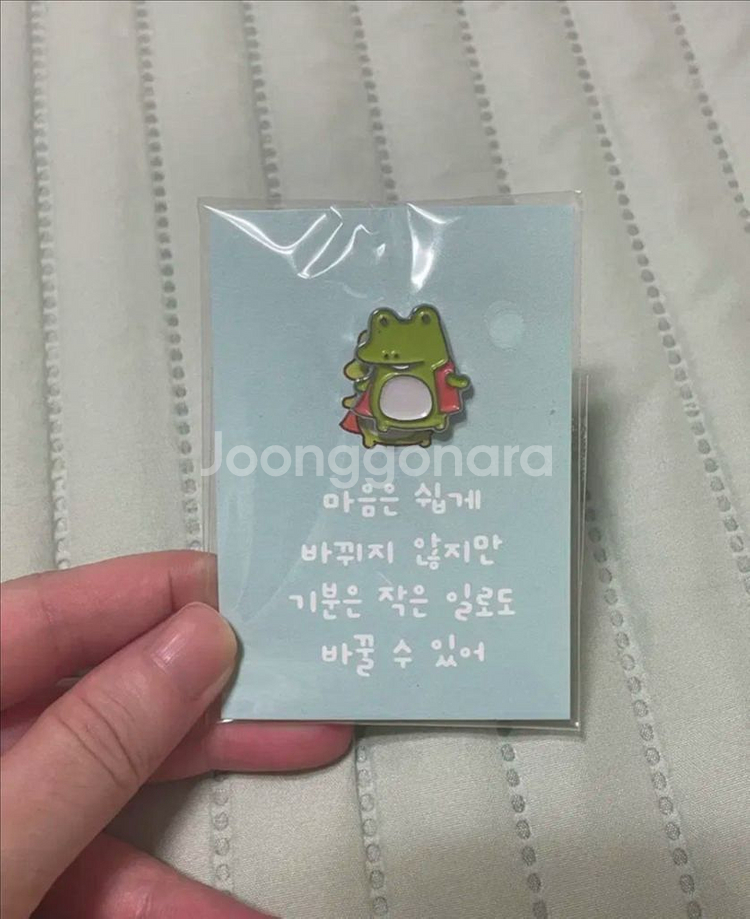 Joonggonara
마음은 쉽게
바뀌지 않지만
기분은 작은 일로도
바꿀 수 있어